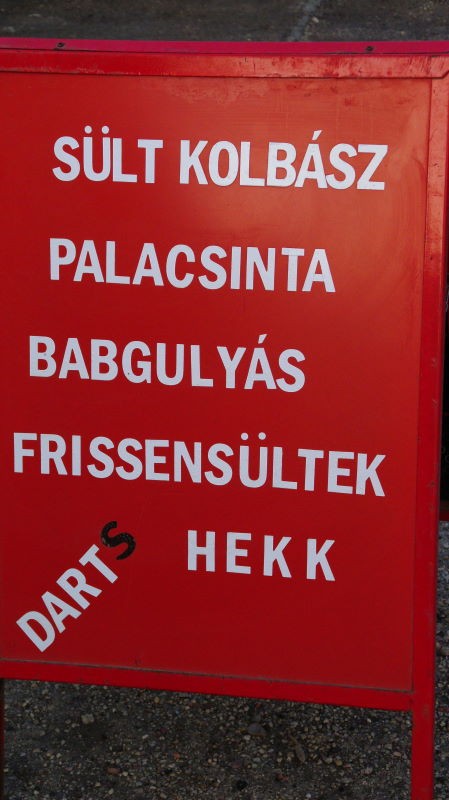 SÜLT KOLBÁSZ
PALACSINTA
BABGULYÁS
FRISSENSÜLTEK
HEKK
DARTS